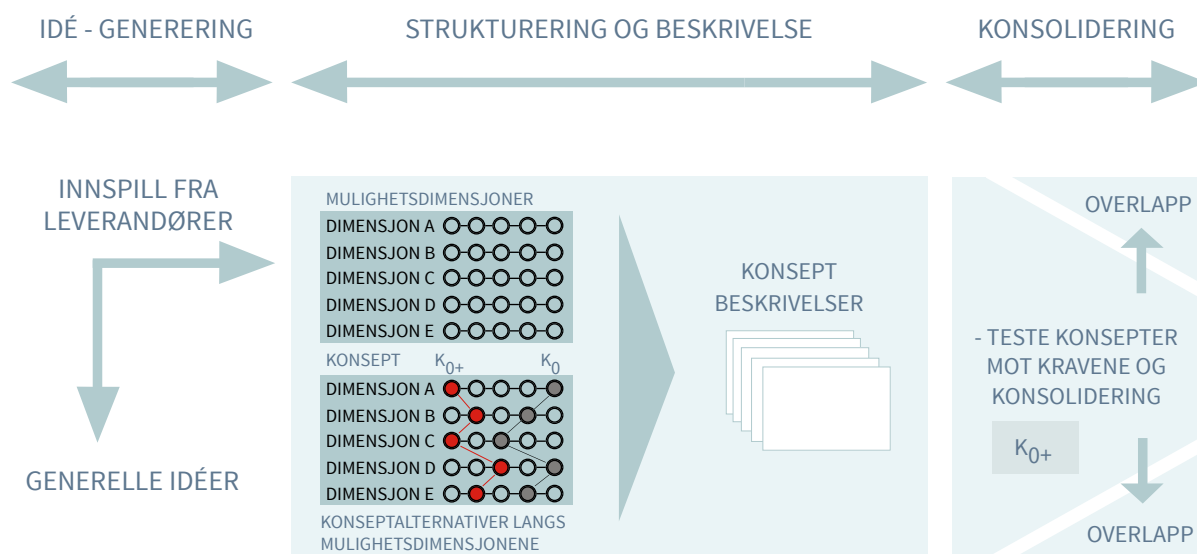 IDÉ - GENERERING
STRUKTURERING OG BESKRIVELSE
KONSOLIDERING
INNSPILL FRA
LEVERANDØRER
GENERELLE IDÉER
MULIGHETSDIMENSJONER
DIMENSJON A
DIMENSJON B
DIMENSJON C
DIMENSJON D
DIMENSJON E
KONSEPT K0+ K0
DIMENSJON A
DIMENSJON B
DIMENSJON C
DIMENSJON D
DIMENSJON E
KONSEPTALTERNATIVER LANGS
MULIGHETSDIMENSJONENE
KONSEPT
BESKRIVELSER
OVERLAPP
- TESTE KONSEPTER
MOT KRAVENE OG
KONSOLIDERING
K0+
OVERLAPP